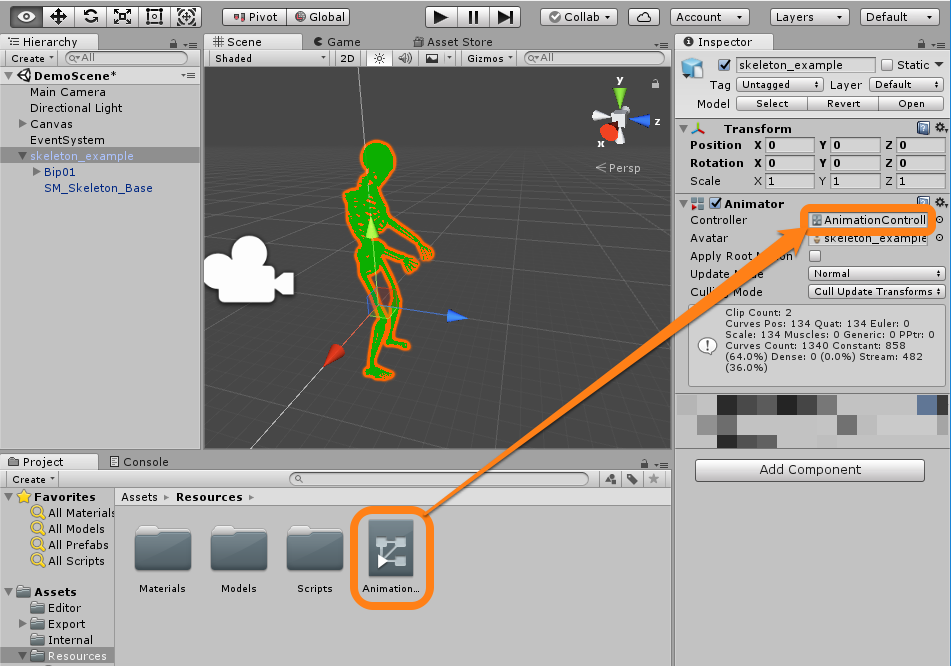 Pivot Global Collab Account Layers Default
Hierarchy
Create All
DemoScene*
Main Camera
Directional Light
Canvas
EventSystem
skeleton_example
Bip01
SM_Skeleton_Base
Scene Game Asset Store
Shaded 2D Gizmos All
y
z
x
Persp
Inspector
skeleton_example Static
Tag Untagged Layer Default
Model Select Revert Open
Transform
Position X 0 Y 0 Z 0
Rotation X 0 Y 0 Z 0
Scale X 1 Y 1 Z 1
Animator
Controller AnimationControll
Avatar skeleton_example
Apply Root
Update Normal
Culling Mode Cull Update Transforms
Clip Count: 2
Curves Pos: 134 Quat: 134 Euler: 0
Scale: 134 Muscles: 0 Generic: 0 PPtr: 0
Curves Count: 1340 Constant: 858
(64.0%) Dense: 0 (0.0%) Stream: 482
(36.0%)
Add Component
Project Console
Create
Favorites
All Materials
All Models
All Prefabs
All Scripts
Assets
Editor
Export
Internal
Resources
Assets Resources
Materials Models Scripts Animation...